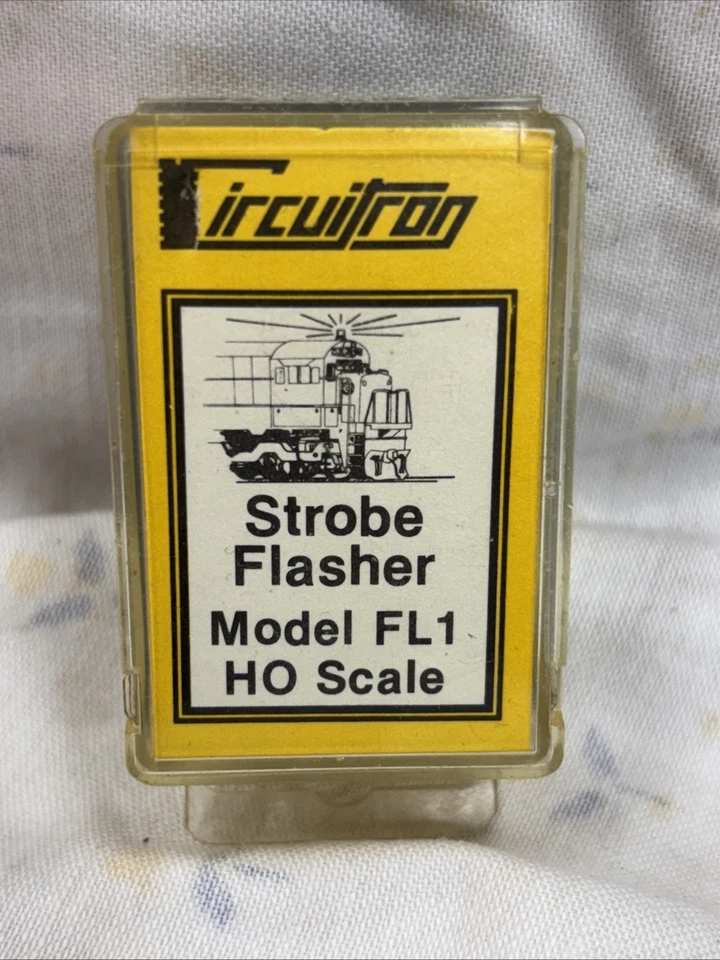 Circuitron
Strobe
Flasher
Model FL1
HO Scale